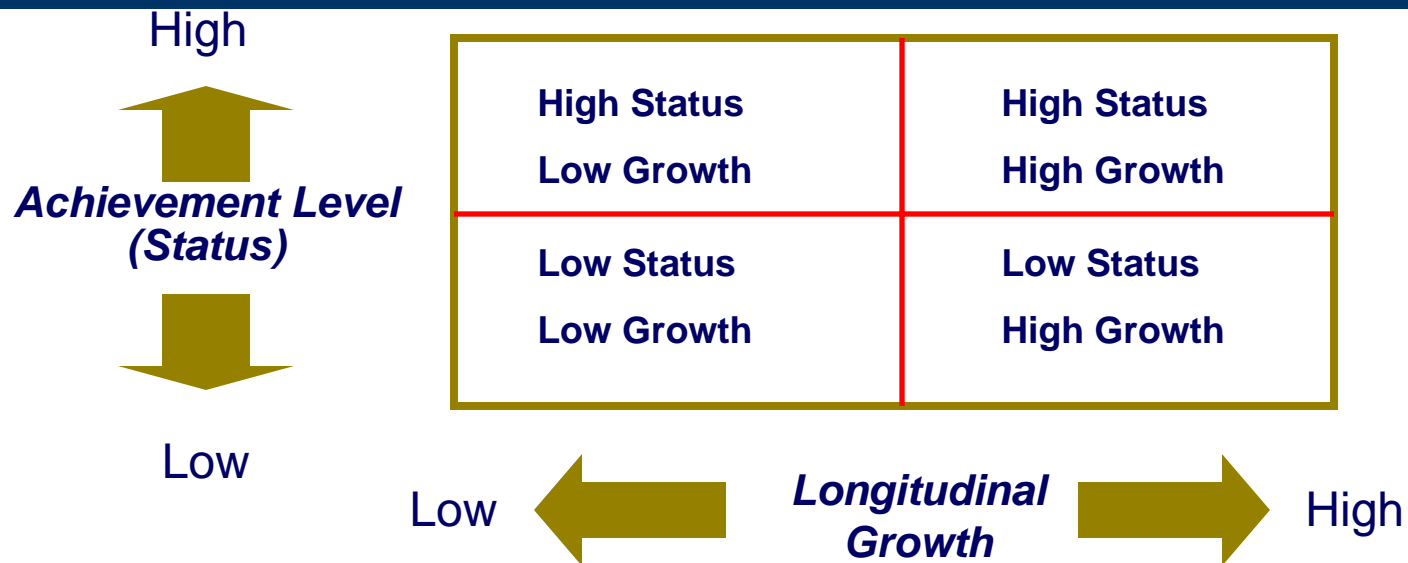 High
Achievement Level
(Status)
Low
High Status
Low Growth
High Status
High Growth
Low Status
Low Growth
Low Status
High Growth
Low
Longitudinal
Growth
High